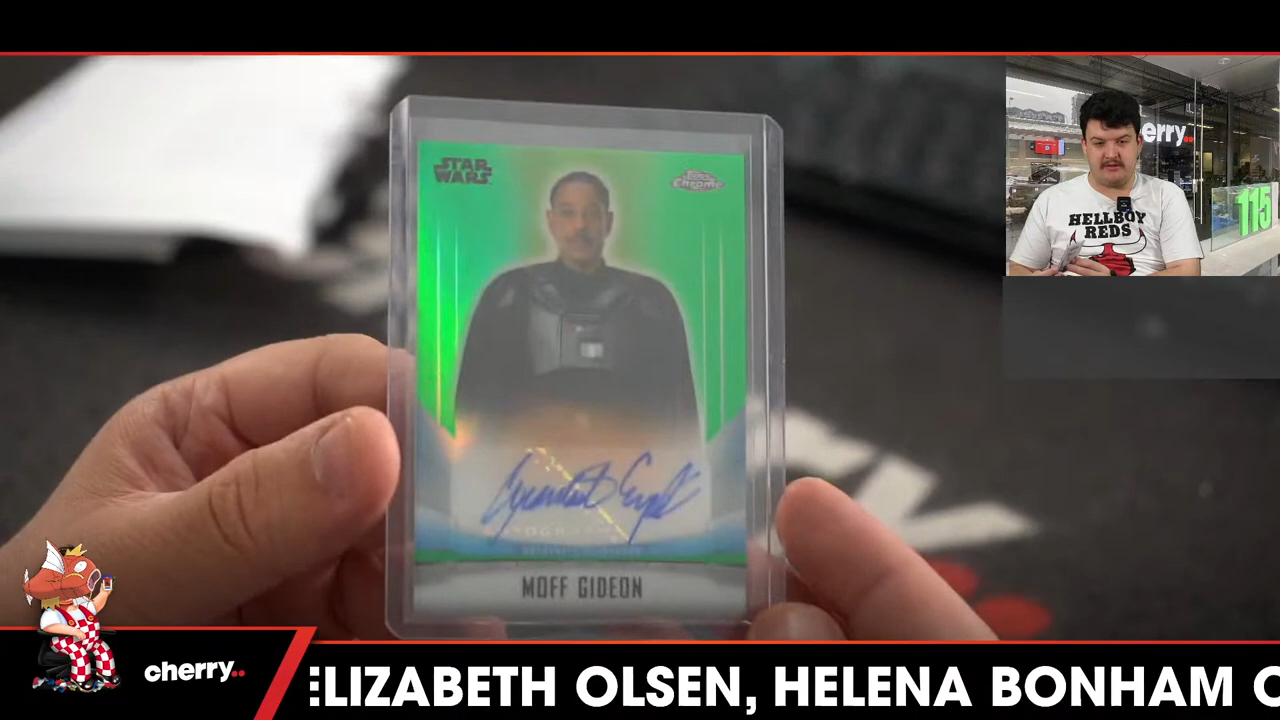 STAR
WARS
Topps
Chrome
MOFF GIDEON
erry..
HELLBOY
REDS
115
cherry..
ELIZABETH OLSEN, HELENA BONHAM C